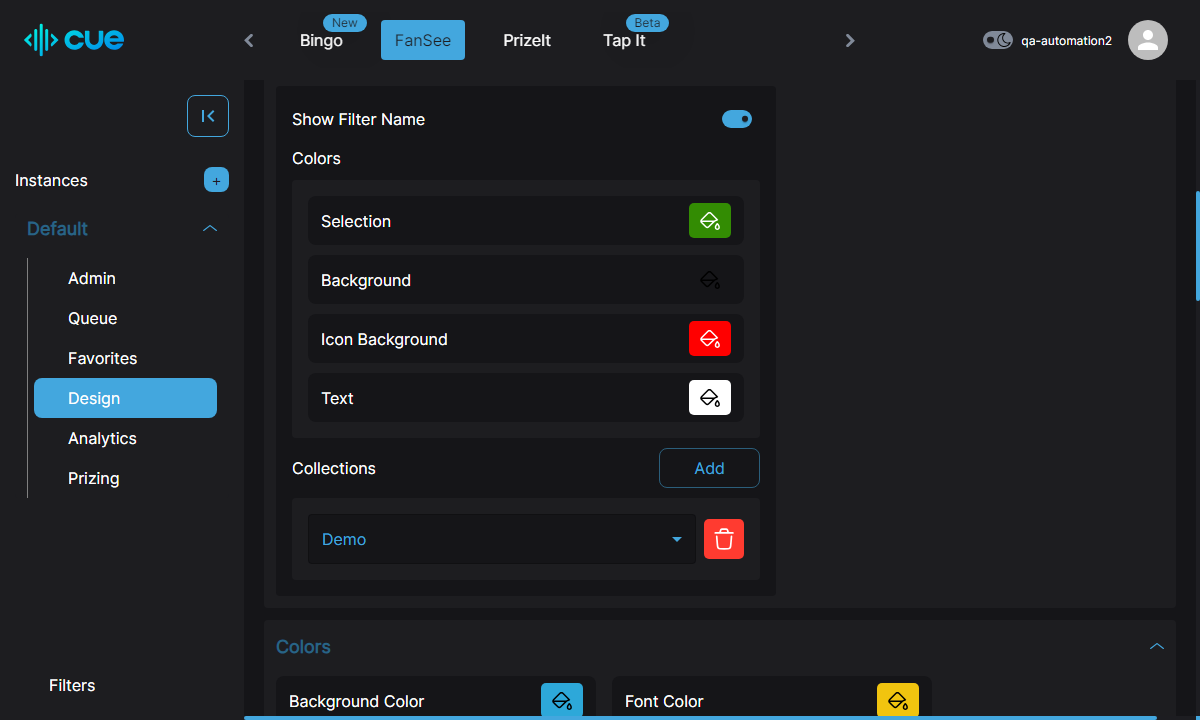 cue
Bingo
New
FanSee
PrizeIt
Tap It
Beta
qa-automation2
Instances
+
Default
Admin
Queue
Favorites
Design
Analytics
Prizing
Filters
Show Filter Name
Colors
Selection
Background
Icon Background
Text
Collections
Add
Demo
Colors
Background Color
Font Color